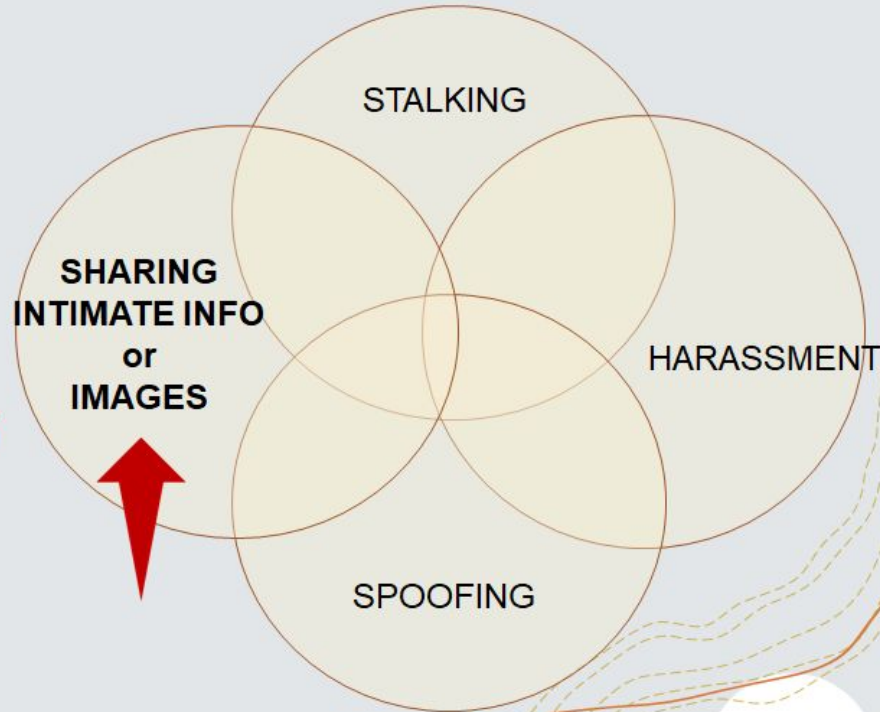 STALKING
SHARING
INTIMATE INFO
or
IMAGES
HARASSMENT
SPOOFING